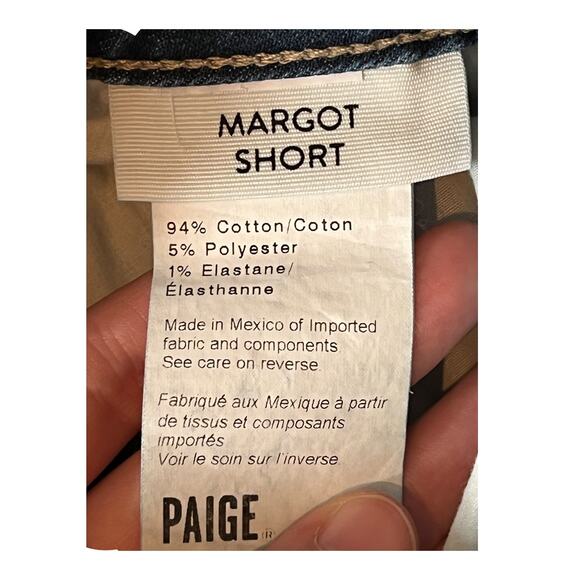 MARGOT
SHORT
94% Cotton/Coton
5% Polyester
1% Elastane/
Élasthanne
Made in Mexico of Imported
fabric and components
See care on reverse.
Fabriqué aux Mexique à partir
de tissus et composants
importés
Voir le soin sur l'inverse.
PAIGE®